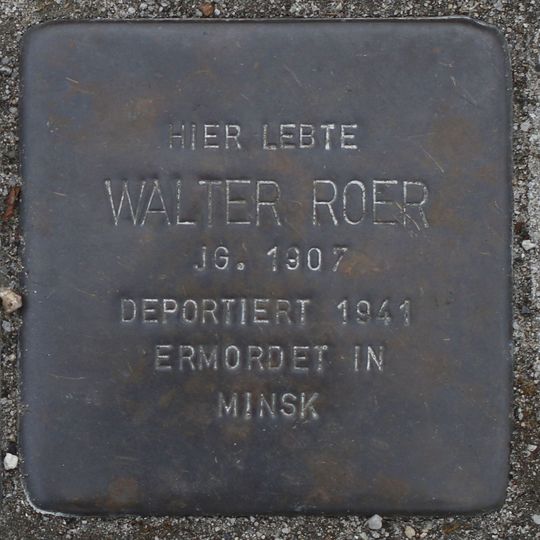 HIER LEBTE
WALTER ROER
JG. 1907
DEPORTIERT 1941
ERMORDET IN
MINSK